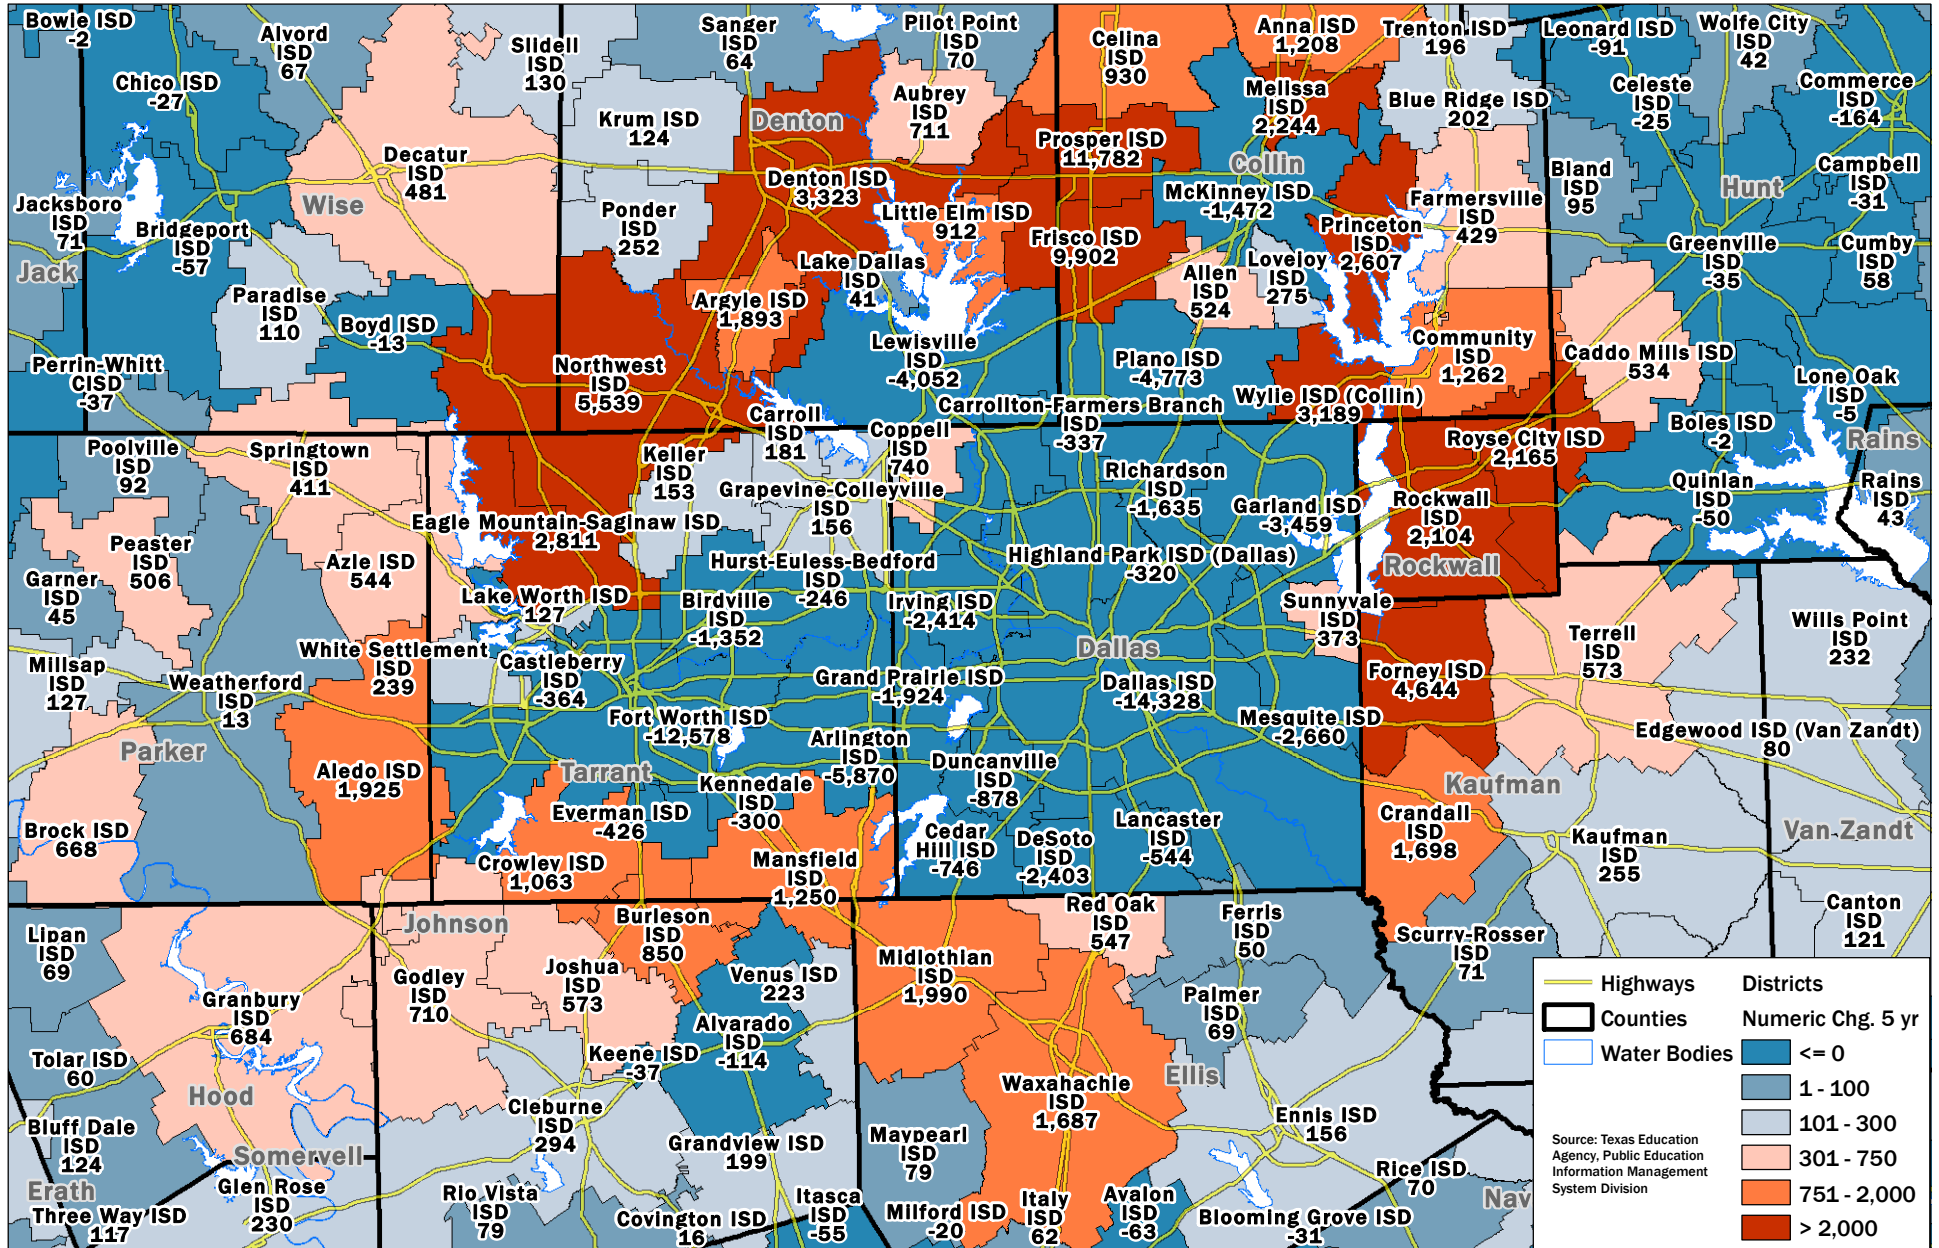 Bowie ISD
-2
Alvord
ISD
67
Slidell
ISD
130
Sanger
ISD
64
Pilot Point
ISD
70
Celina
ISD
930
Anna ISD
1,208
Trenton ISD
196
Leonard ISD
-91
Wolfe City
ISD
42
Chico ISD
-27
Krum ISD
124
Denton
Aubrey
ISD
711
Melissa
ISD
2,244
Blue Ridge ISD
202
Celeste
ISD
-25
Commerce
ISD
-164
Decatur
ISD
481
Wise
Denton ISD
3,323
Prosper ISD
11,782
Collin
McKinney ISD
-1,472
Farmersville
ISD
429
Bland
ISD
95
Hunt
Campbell
ISD
-31
Jacksboro
ISD
71
Jack
Bridgeport
ISD
-57
Ponder
ISD
252
Little Elm ISD
912
Frisco ISD
9,902
Princeton
ISD
2,607
Greenville
ISD
-35
Cumby
ISD
58
Paradise
ISD
110
Boyd ISD
-13
Argyle ISD
1,893
Lake Dallas
ISD
41
Allen
ISD
524
Lovejoy
ISD
275
Perrin-Whitt
CISD
-37
Northwest
ISD
5,539
Lewisville
ISD
-4,052
Plano ISD
-4,773
Community
ISD
1,262
Caddo Mills ISD
534
Lone Oak
ISD
-5
Wylie ISD (Collin)
3,189
Carrollton-Farmers Branch
ISD
-337
Carroll
ISD
181
Coppell
ISD
740
Royse City ISD
2,165
Boles ISD
-2
Rains
Poolville
ISD
92
Springtown
ISD
411
Keller
ISD
153
Richardson
ISD
-1,635
Quinlan
ISD
-50
Rains
ISD
43
Grapevine-Colleyville
ISD
156
Garland ISD
-3,459
Rockwall
ISD
2,104
Rockwall
Peaster
ISD
506
Garner
ISD
45
Azle ISD
544
Eagle Mountain-Saginaw ISD
2,811
Hurst-Euless-Bedford
ISD
-246
Highland Park ISD (Dallas)
-320
Lake Worth ISD
127
Birdville
ISD
-1,352
Irving ISD
-2,414
Sunnyvale
ISD
373
Dallas
Terrell
ISD
573
Wills Point
ISD
232
Millsap
ISD
127
Weatherford
ISD
13
White Settlement
ISD
239
Castleberry
ISD
-364
Grand Prairie ISD
-1,924
Dallas ISD
-14,328
Forney ISD
4,644
Parker
Fort Worth ISD
-12,578
Arlington
ISD
-5,870
Mesquite ISD
-2,660
Edgewood ISD (Van Zandt)
80
Aledo ISD
1,925
Tarrant
Kennedale
ISD
-300
Duncanville
ISD
-878
Kaufman
Brock ISD
668
Everman ISD
-426
Cedar
Hill ISD
-746
DeSoto
ISD
-2,403
Lancaster
ISD
-544
Crandall
ISD
1,698
Kaufman
ISD
255
Van Zandt
Crowley ISD
1,063
Mansfield
ISD
1,250
Lipan
ISD
69
Johnson
Burleson
ISD
850
Red Oak
ISD
547
Ferris
ISD
50
Scurry-Rosser
ISD
71
Canton
ISD
121
Godley
ISD
710
Joshua
ISD
573
Venus ISD
223
Midlothian
ISD
1,990
Granbury
ISD
684
Palmer
ISD
69
Tolar ISD
60
Alvarado
ISD
-114
Keene ISD
-37
Hood
Waxahachie
ISD
1,687
Ellis
Bluff Dale
ISD
124
Cleburne
ISD
294
Grandview ISD
199
Maypearl
ISD
79
Ennis ISD
156
Somervell
Erath
Glen Rose
ISD
230
Three Way ISD
117
Rio Vista
ISD
79
Covington ISD
16
Itasca
ISD
-55
Milford ISD
-20
Italy
ISD
62
Avalon
ISD
-63
Blooming Grove ISD
-31
Rice ISD
70
Nav
Highways
Counties
Water Bodies
Districts
Numeric Chg. 5 yr
<= 0
1 - 100
101 - 300
301 - 750
751 - 2,000
> 2,000
Source: Texas Education
Agency, Public Education
Information Management
System Division